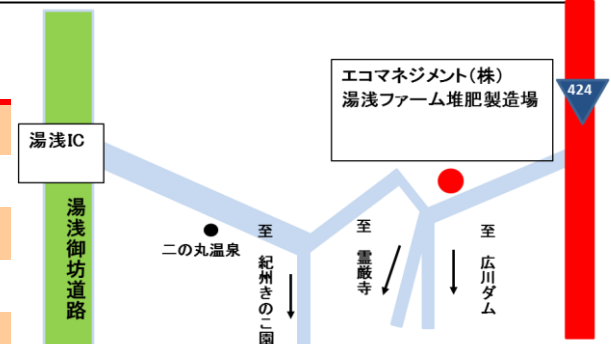 エコマネジメント(株)
湯浅ファーム堆肥製造場
424
湯浅IC
湯浅御坊道路
二の丸温泉
至 紀州きのこ園
至 霊厳寺
至 広川ダム